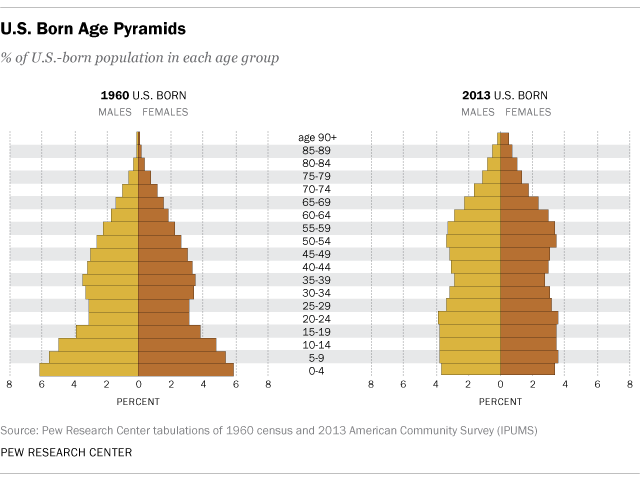 U.S. Born Age Pyramids
% of U.S.-born population in each age group
1960 U.S. BORN
MALES FEMALES
2013 U.S. BORN
MALES FEMALES
age 90+
85-89
80-84
75-79
70-74
65-69
60-64
55-59
50-54
45-49
40-44
35-39
30-34
25-29
20-24
15-19
10-14
5-9
0-4
8 6 4 2 0 2 4 6 8
PERCENT
8 6 4 2 0 2 4 6 8
PERCENT
Source: Pew Research Center tabulations of 1960 census and 2013 American Community Survey (IPUMS)
PEW RESEARCH CENTER